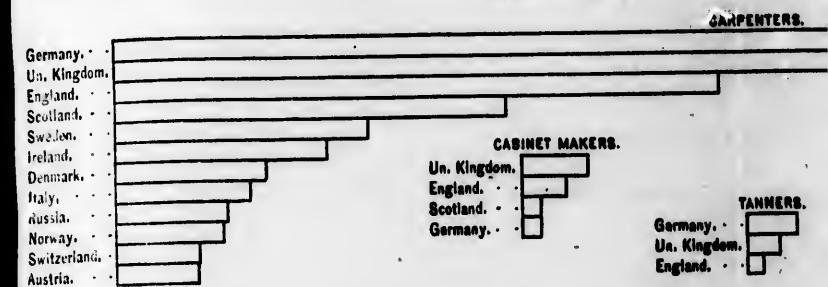 CARPENTERS.
Germany.
Un. Kingdom.
England.
Scotland.
Sweden.
Ireland.
Denmark.
Italy.
Russia.
Norway.
Switzerland.
Austria.
CABINET MAKERS.
Un. Kingdom.
England.
Scotland.
Germany.
TANNERS.
Germany.
Un. Kingdom.
England.